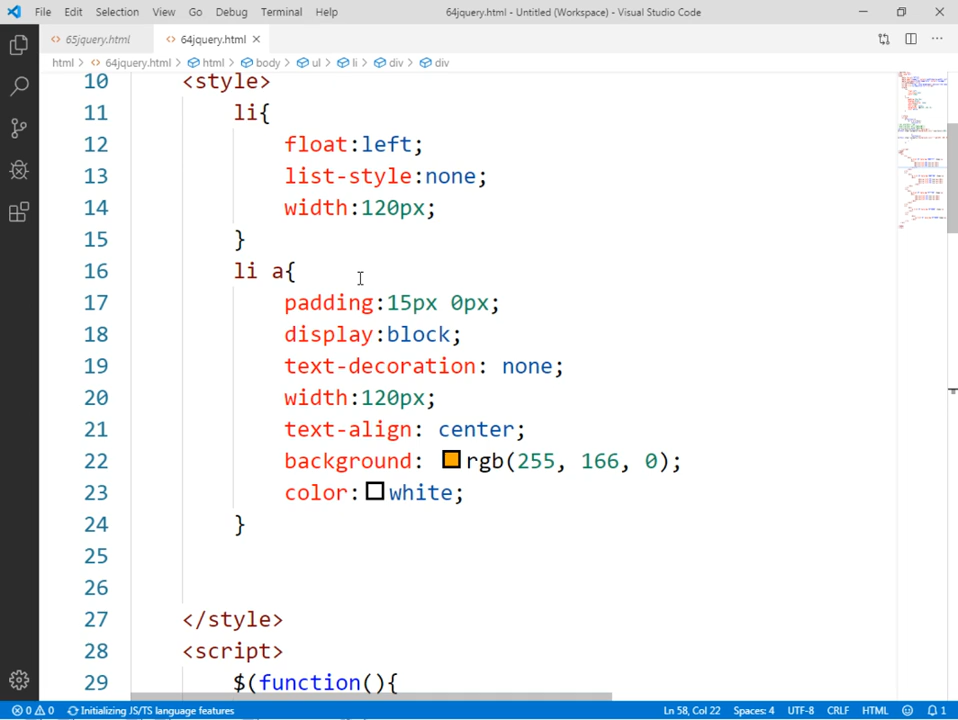 File Edit Selection View Go Debug Terminal Help 64jquery.html - Untitled (Workspace) - Visual Studio Code
65jquery.html 64jquery.html
html > 64jquery.html > html > body > ul > li > div > div
10 <style>
11 li{
12 float:left;
13 list-style:none;
14 width:120px;
15 }
16 li a{
17 padding:15px 0px;
18 display:block;
19 text-decoration: none;
20 width:120px;
21 text-align: center;
22 background: rgb(255, 166, 0);
23 color: white;
24 }
25
26
27 </style>
28 <script>
29 $(function(){
0 0 Initializing JS/TS language features Ln 58, Col 22 Spaces: 4 UTF-8 CRLF HTML 1